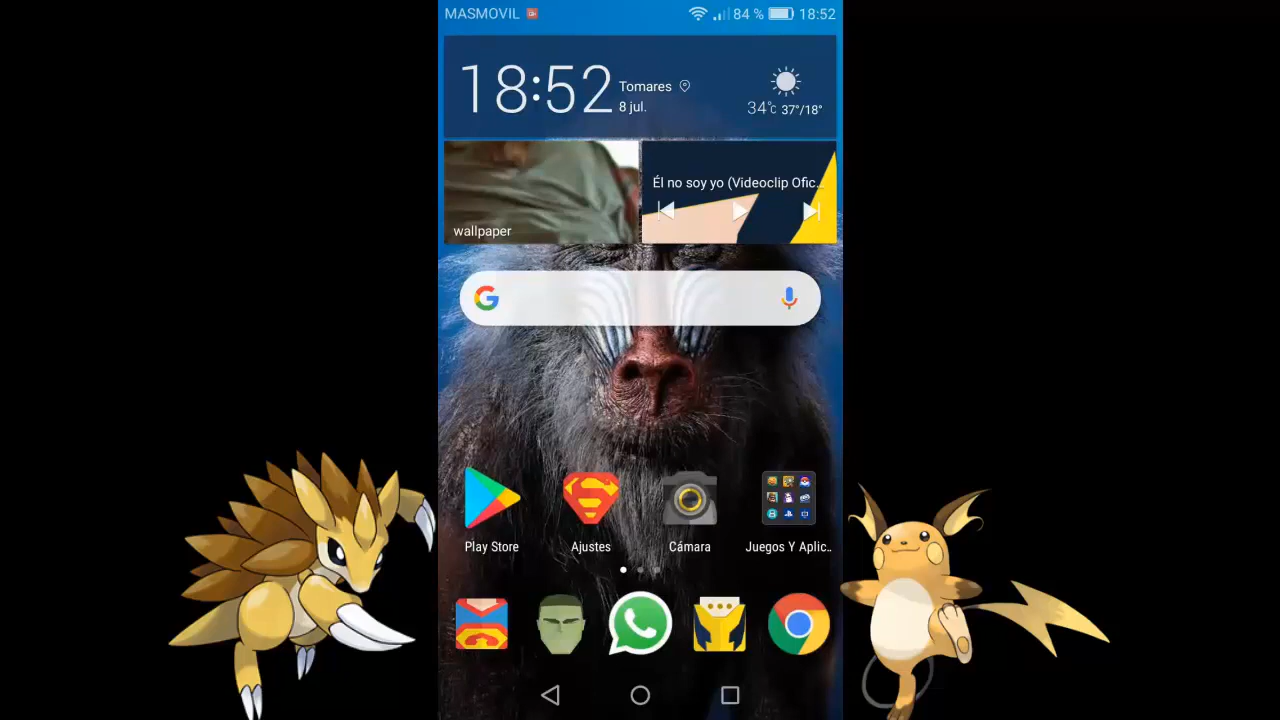 MASMOVIL 84 % 18:52
18:52 Tomares
8 jul. 34°C 37°/18°
Él no soy yo (Videoclip Ofic...
wallpaper
Play Store Ajustes Cámara Juegos Y Aplic...